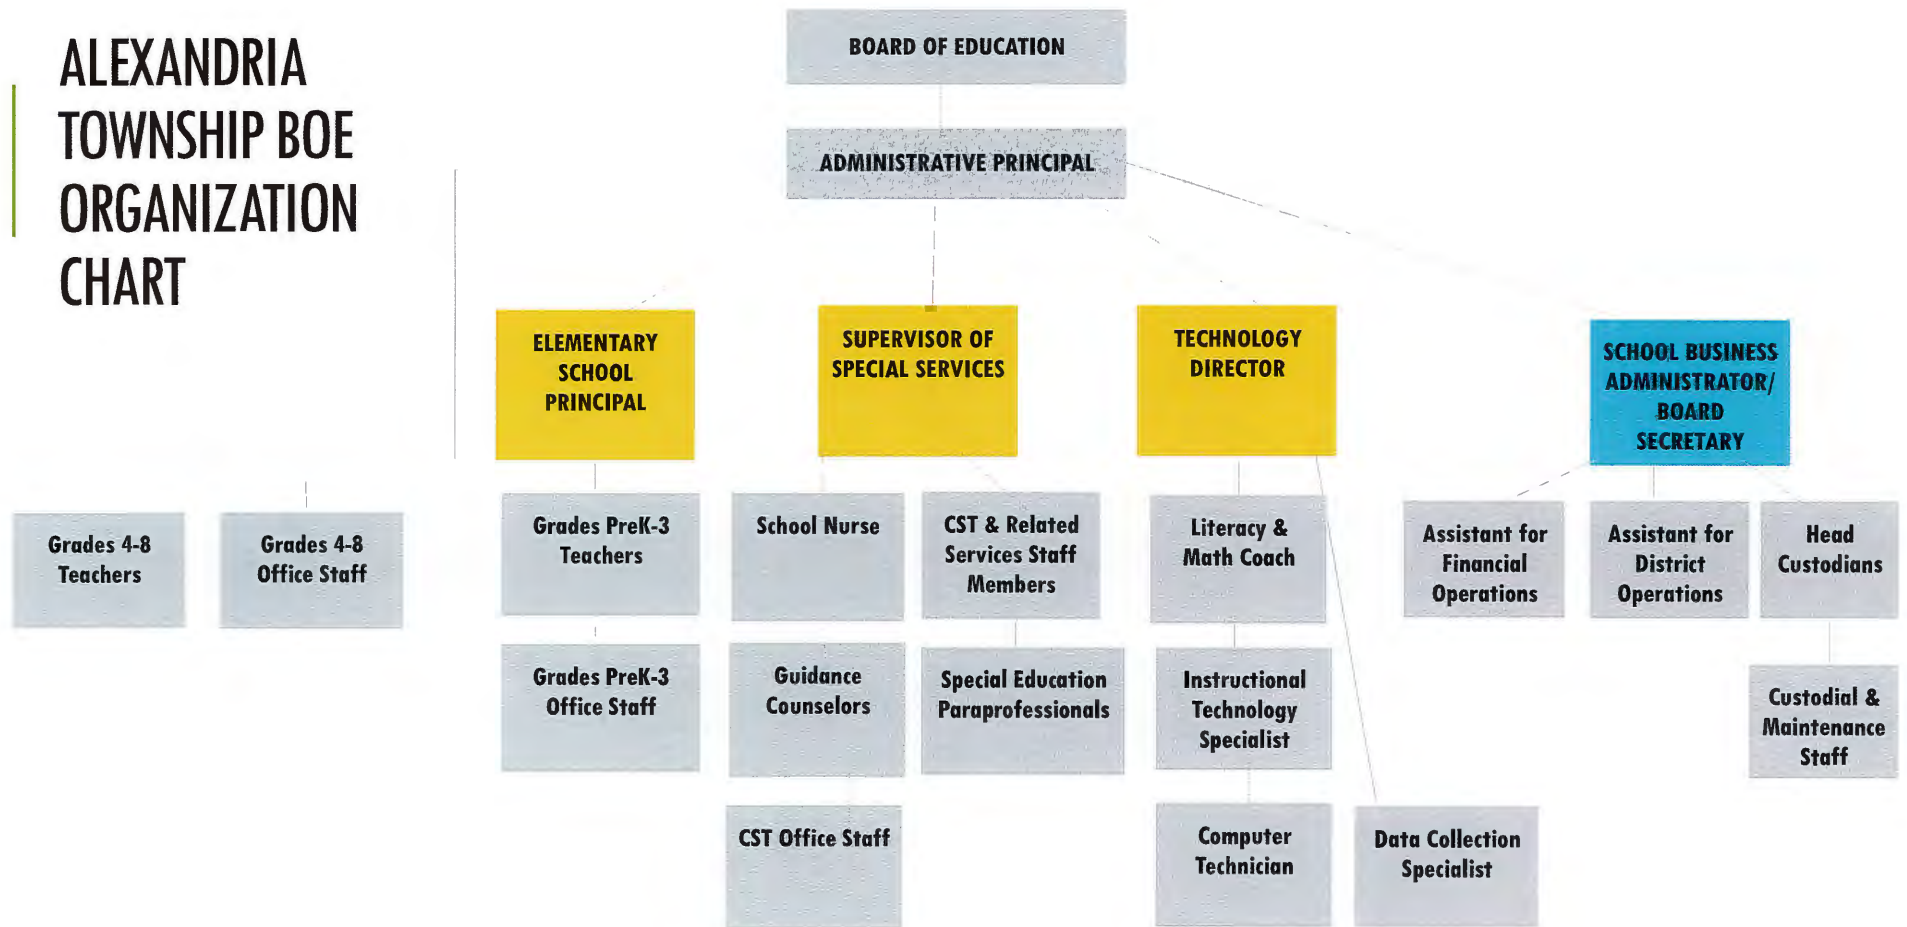 ALEXANDRIA
TOWNSHIP BOE
ORGANIZATION
CHART
BOARD OF EDUCATION
ADMINISTRATIVE PRINCIPAL
ELEMENTARY
SCHOOL
PRINCIPAL
SUPERVISOR OF
SPECIAL SERVICES
TECHNOLOGY
DIRECTOR
SCHOOL BUSINESS
ADMINISTRATOR/
BOARD
SECRETARY
Grades 4-8
Teachers
Grades 4-8
Office Staff
Grades PreK-3
Teachers
School Nurse
CST & Related
Services Staff
Members
Literacy &
Math Coach
Assistant for
Financial
Operations
Assistant for
District
Operations
Head
Custodians
Grades PreK-3
Office Staff
Guidance
Counselors
Special Education
Paraprofessionals
Instructional
Technology
Specialist
Custodial &
Maintenance
Staff
CST Office Staff
Computer
Technician
Data Collection
Specialist